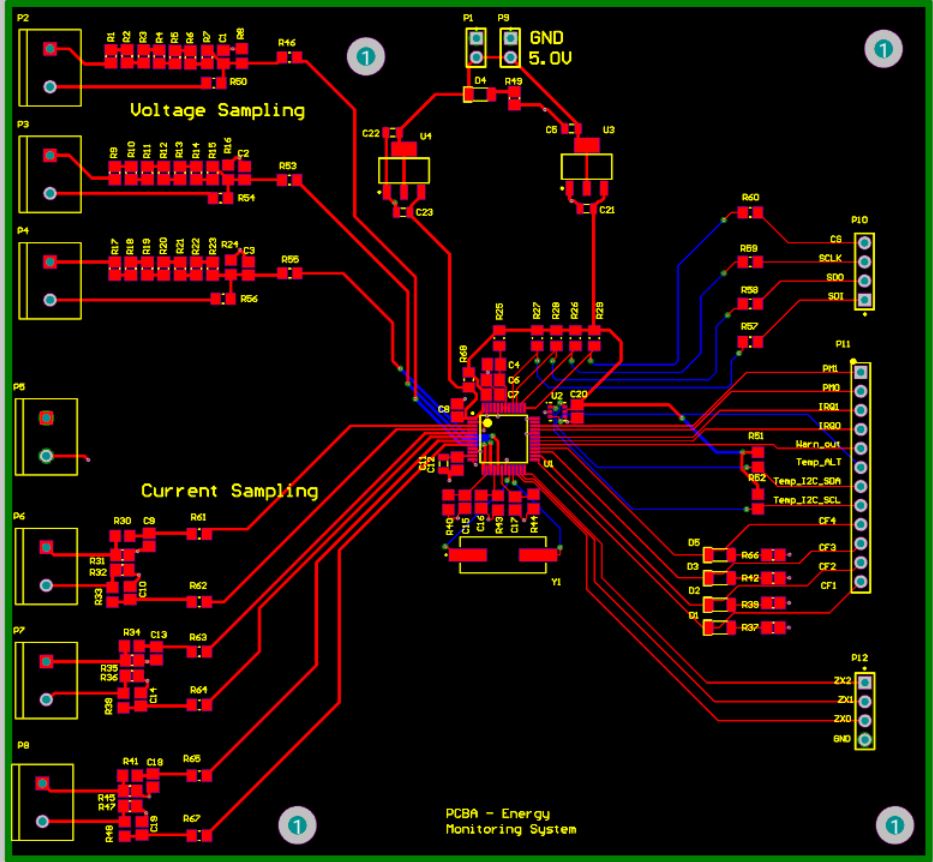 P2
R1 R2 R3 R4 R5 R6 R7 C1 R8
R46
R50
P1 P9
GND
5.0V
1
1
D4
R49
Voltage Sampling
P3
R9 R10 R11 R12 R13 R14 R15 R16 C2
R53
R54
C22
U4
C5
U3
C23
C21
P4
R17 R18 R19 R20 R21 R22 R23 R24 C3
R55
R56
R60
R59
R58
R57
P10
CS
SCLK
SDO
SDI
R25
R27 R28 R26 R29
R68
C4
C6
C7
C8
U2
C20
U1
C11
C12
P11
PM1
PM0
IRQ1
IRQ0
Warn_out
Temp_ALT
Temp_I2C_SDA
Temp_I2C_SCL
CF4
CF3
CF2
CF1
R51
R52
P5
Current Sampling
R40 C15 C16 R43 C17 R44
Y1
P6
R30 C9
R61
R31
R32
R33
C10
R62
D5
R66
D3
R42
D2
R39
D1
R37
P7
R34 C13
R63
R35
R36
R38
C14
R64
P12
ZX2
ZX1
ZX0
GND
P8
R41 C18
R65
R45
R47
R48
C19
R67
1
1
PCBA - Energy
Monitoring System